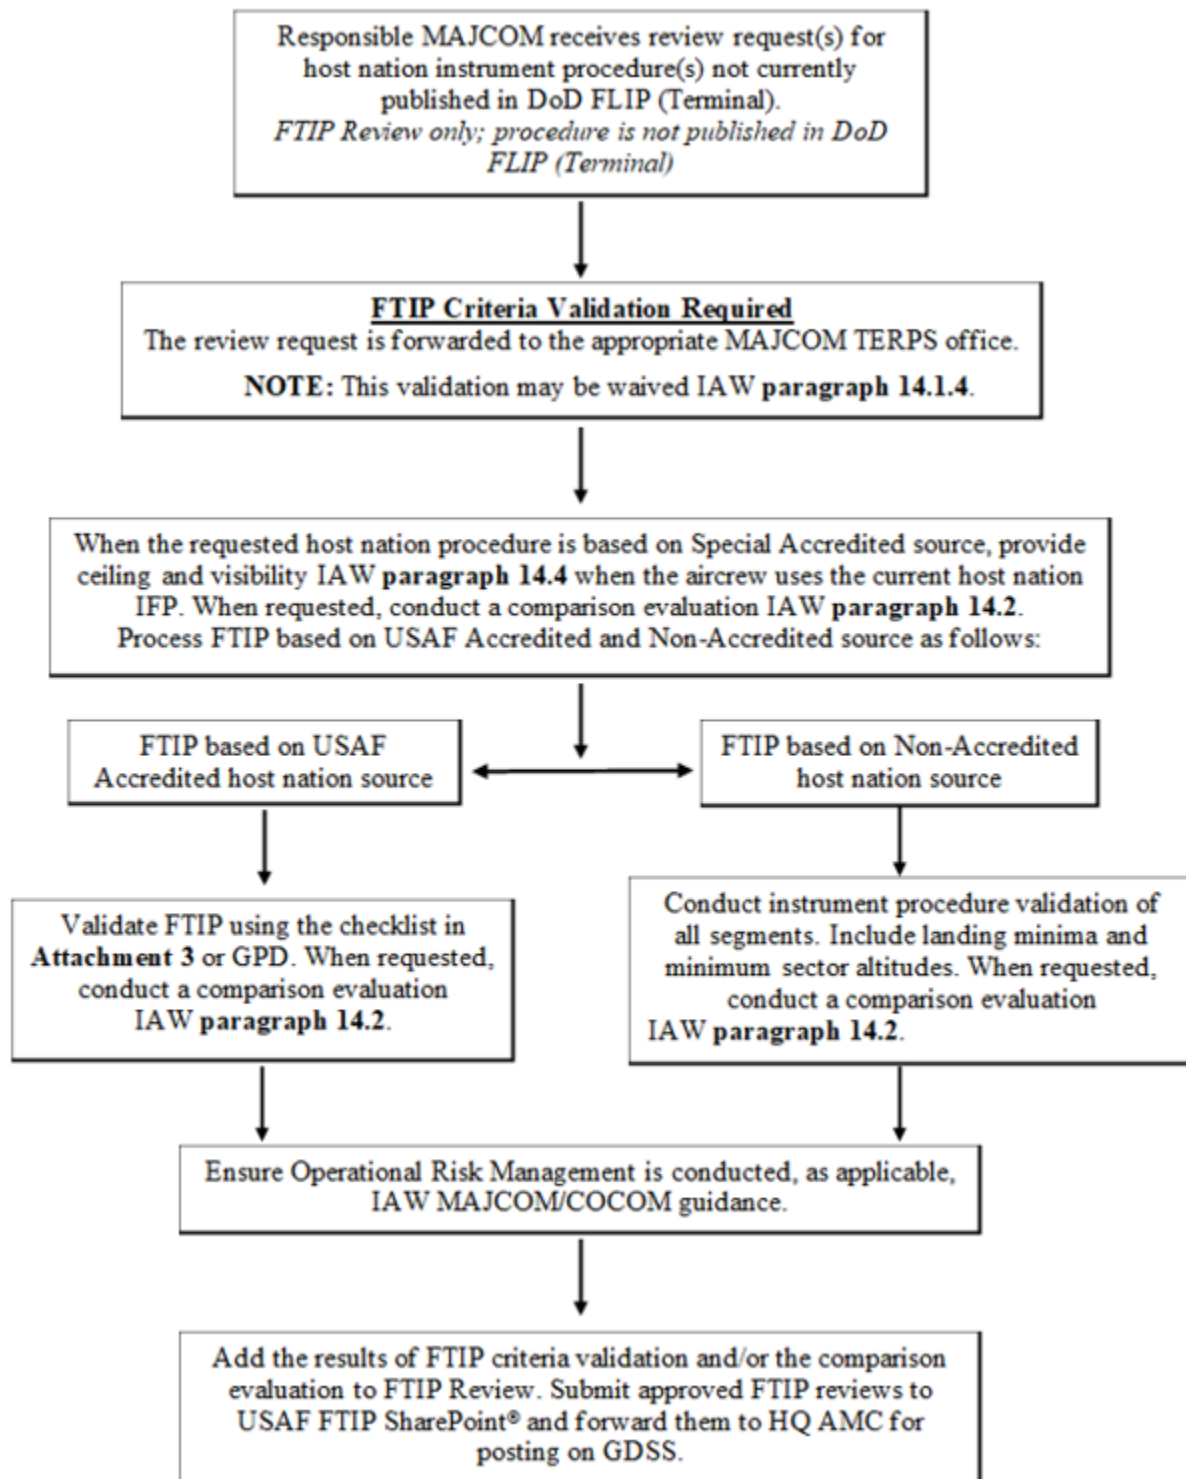 Responsible MAJCOM receives review request(s) for
host nation instrument procedure(s) not currently
published in DoD FLIP (Terminal).
FTIP Review only; procedure is not published in DoD
FLIP (Terminal)
FTIP Criteria Validation Required
The review request is forwarded to the appropriate MAJCOM TERPS office.
NOTE: This validation may be waived IAW paragraph 14.1.4.
When the requested host nation procedure is based on Special Accredited source, provide
ceiling and visibility IAW paragraph 14.4 when the aircrew uses the current host nation
IFP. When requested, conduct a comparison evaluation IAW paragraph 14.2.
Process FTIP based on USAF Accredited and Non-Accredited source as follows:
FTIP based on USAF
Accredited host nation source
FTIP based on Non-Accredited
host nation source
Validate FTIP using the checklist in
Attachment 3 or GPD. When requested,
conduct a comparison evaluation
IAW paragraph 14.2.
Conduct instrument procedure validation of
all segments. Include landing minima and
minimum sector altitudes. When requested,
conduct a comparison evaluation
IAW paragraph 14.2.
Ensure Operational Risk Management is conducted, as applicable,
IAW MAJCOM/COCOM guidance.
Add the results of FTIP criteria validation and/or the comparison
evaluation to FTIP Review. Submit approved FTIP reviews to
USAF FTIP SharePoint® and forward them to HQ AMC for
posting on GDSS.